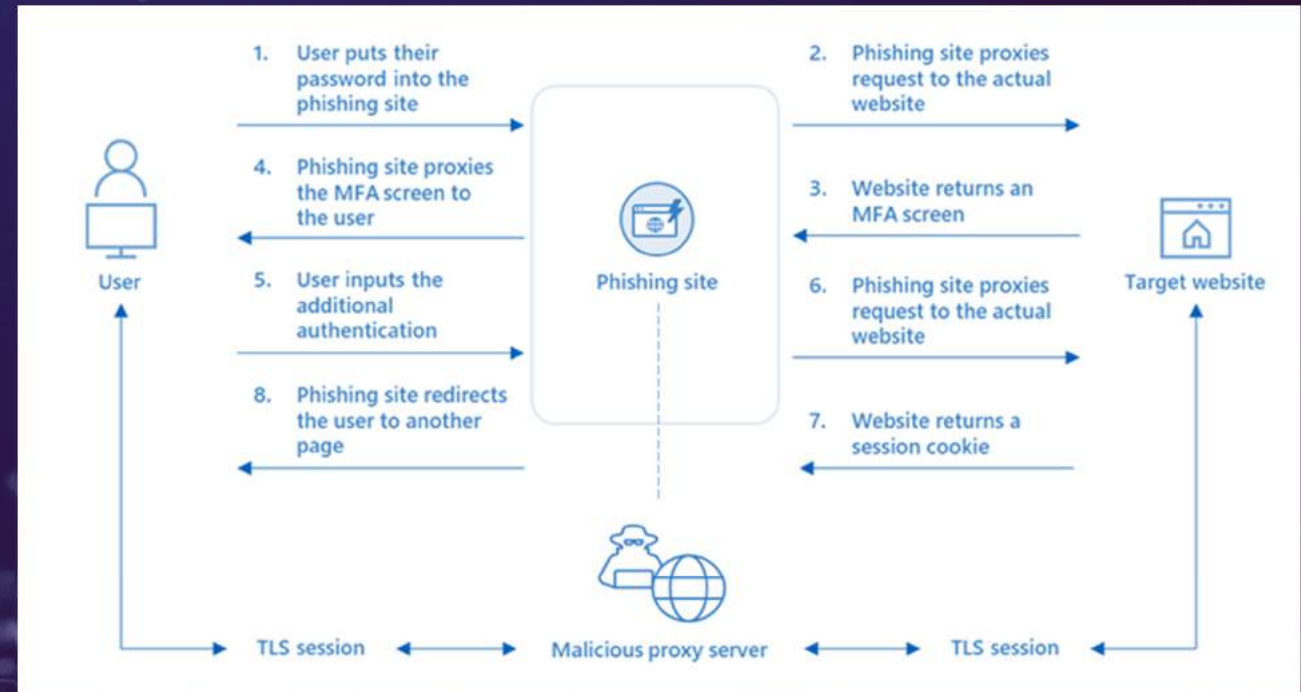 1. User puts their
password into the
phishing site
2. Phishing site proxies
request to the actual
website
4. Phishing site proxies
the MFA screen to
the user
3. Website returns an
MFA screen
User
Phishing site
Target website
5. User inputs the
additional
authentication
6. Phishing site proxies
request to the actual
website
8. Phishing site redirects
the user to another
page
7. Website returns a
session cookie
TLS session
Malicious proxy server
TLS session